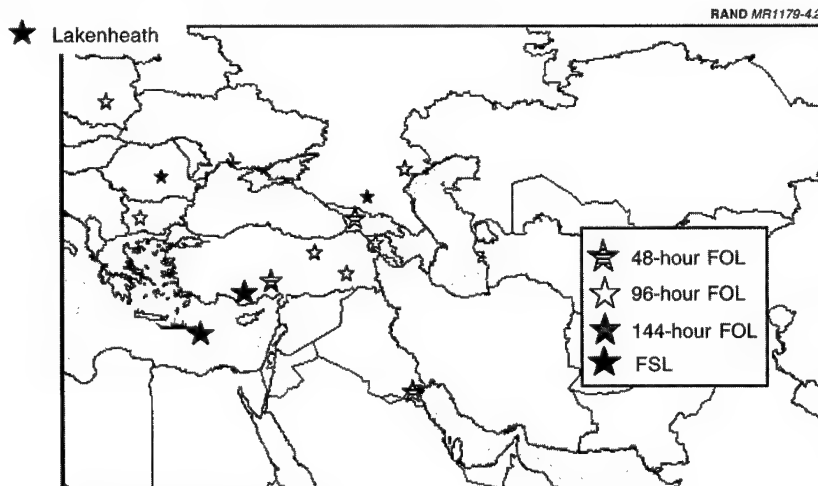 RAND MR1179-4.2
Lakenheath
48-hour FOL
96-hour FOL
144-hour FOL
FSL